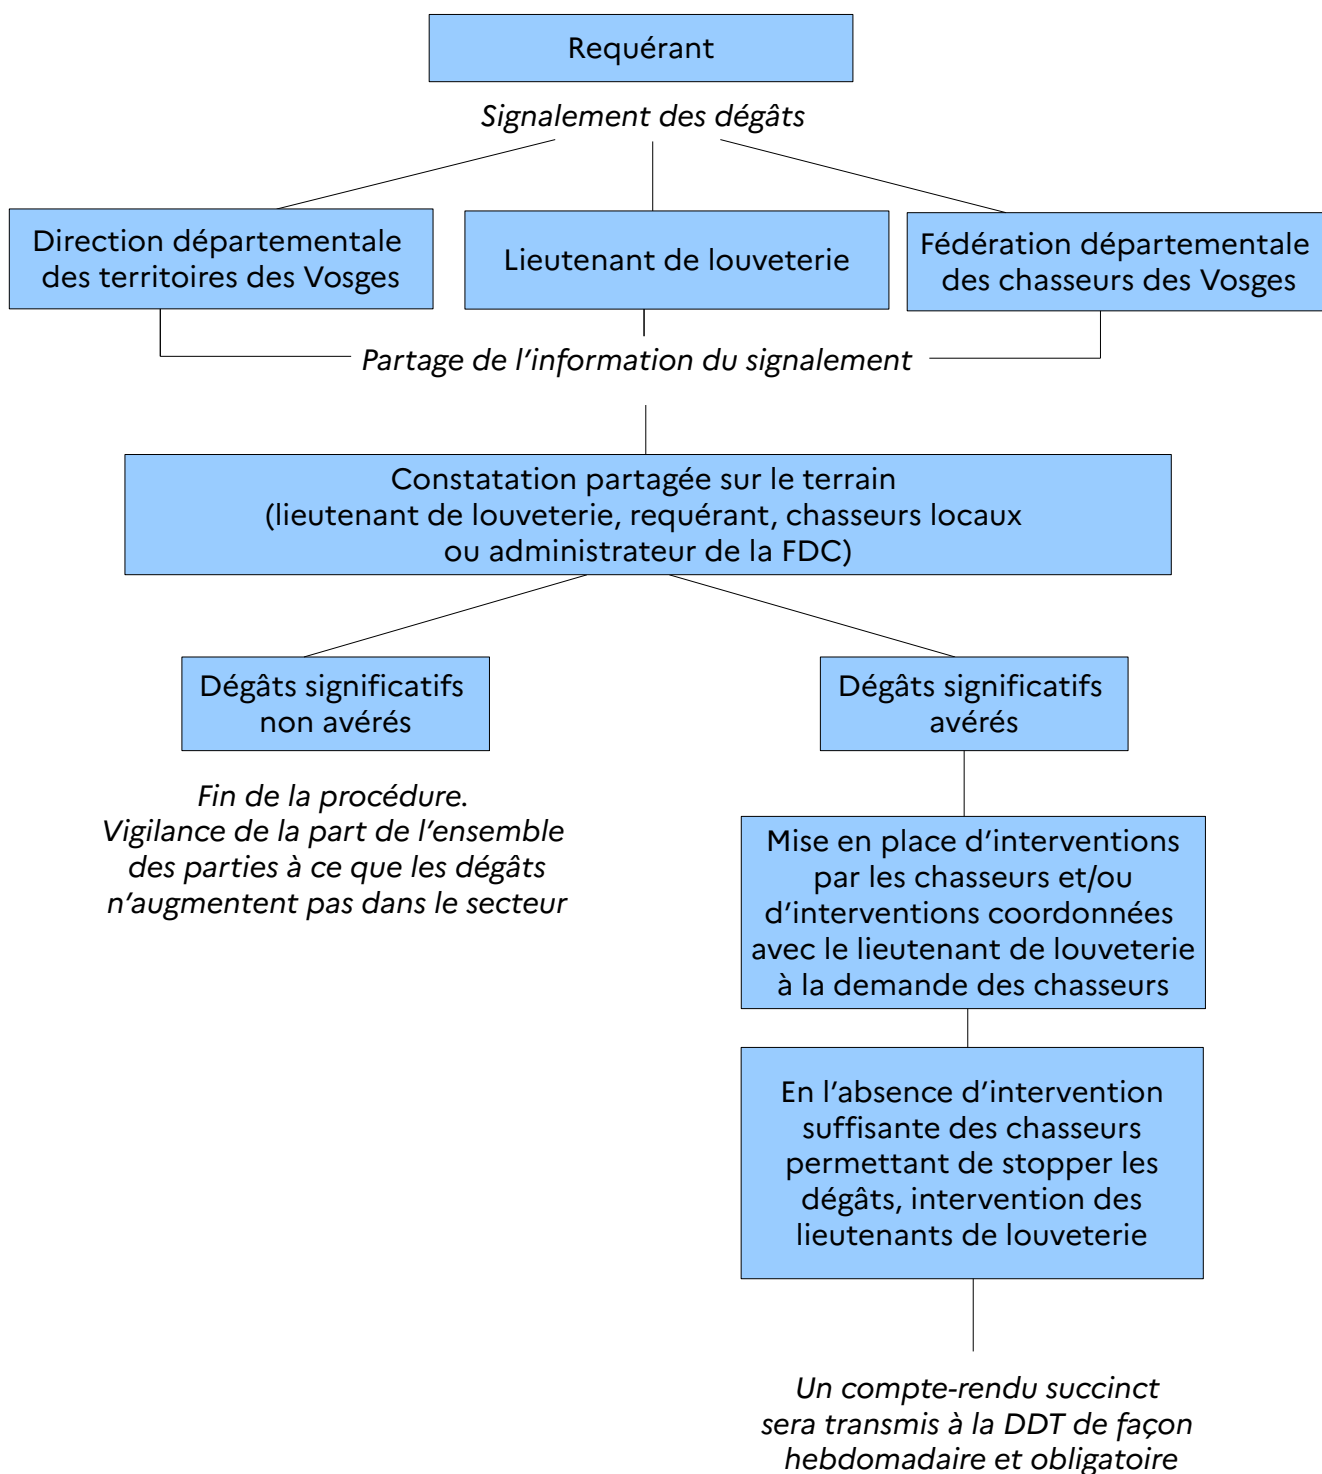 Requérant
Signalement des dégâts
Direction départementale
des territoires des Vosges
Lieutenant de louveterie
Fédération départementale
des chasseurs des Vosges
Partage de l’information du signalement
Constatation partagée sur le terrain
(lieutenant de louveterie, requérant, chasseurs locaux
ou administrateur de la FDC)
Dégâts significatifs
non avérés
Fin de la procédure.
Vigilance de la part de l’ensemble
des parties à ce que les dégâts
n’augmentent pas dans le secteur
Dégâts significatifs
avérés
Mise en place d’interventions
par les chasseurs et/ou
d’interventions coordonnées
avec le lieutenant de louveterie
à la demande des chasseurs
En l’absence d’intervention
suffisante des chasseurs
permettant de stopper les
dégâts, intervention des
lieutenants de louveterie
Un compte-rendu succinct
sera transmis à la DDT de façon
hebdomadaire et obligatoire